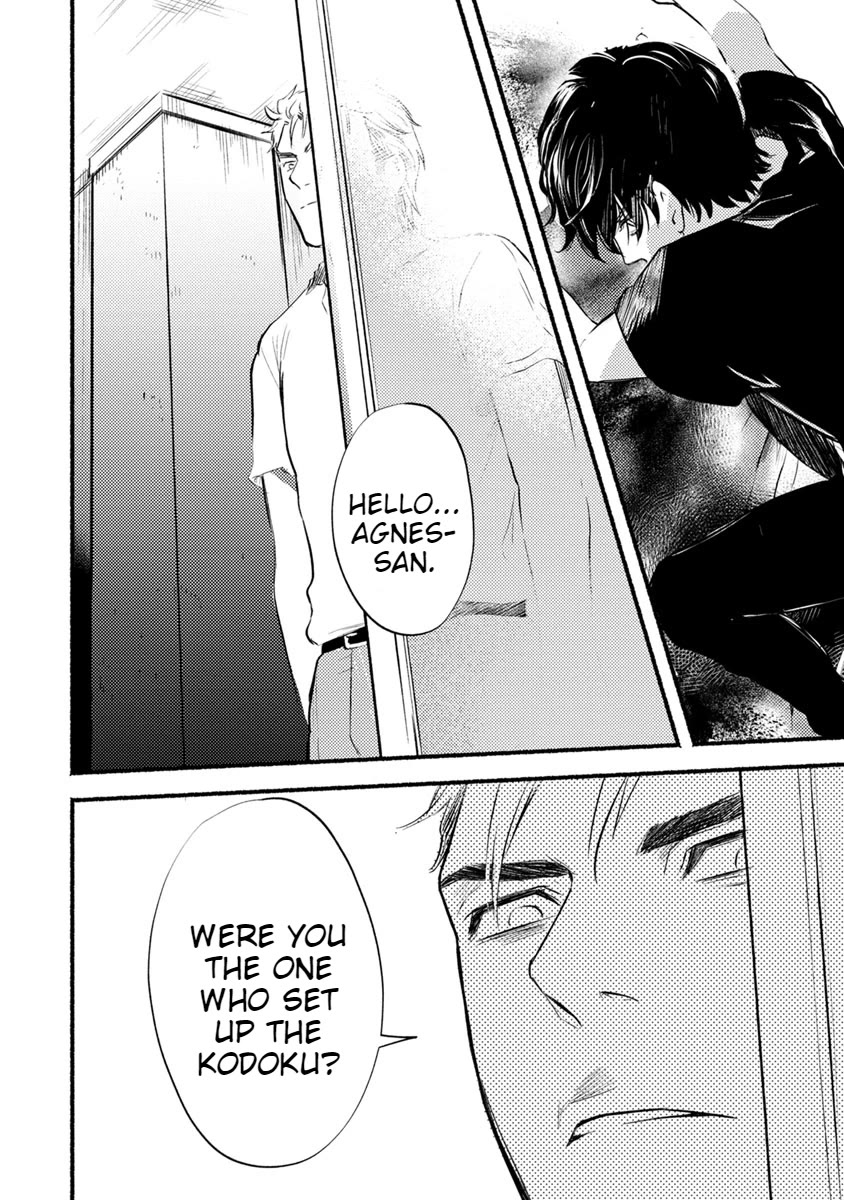 HELLO...
AGNES-
SAN.
WERE YOU
THE ONE
WHO SET
UP THE
KODOKU?